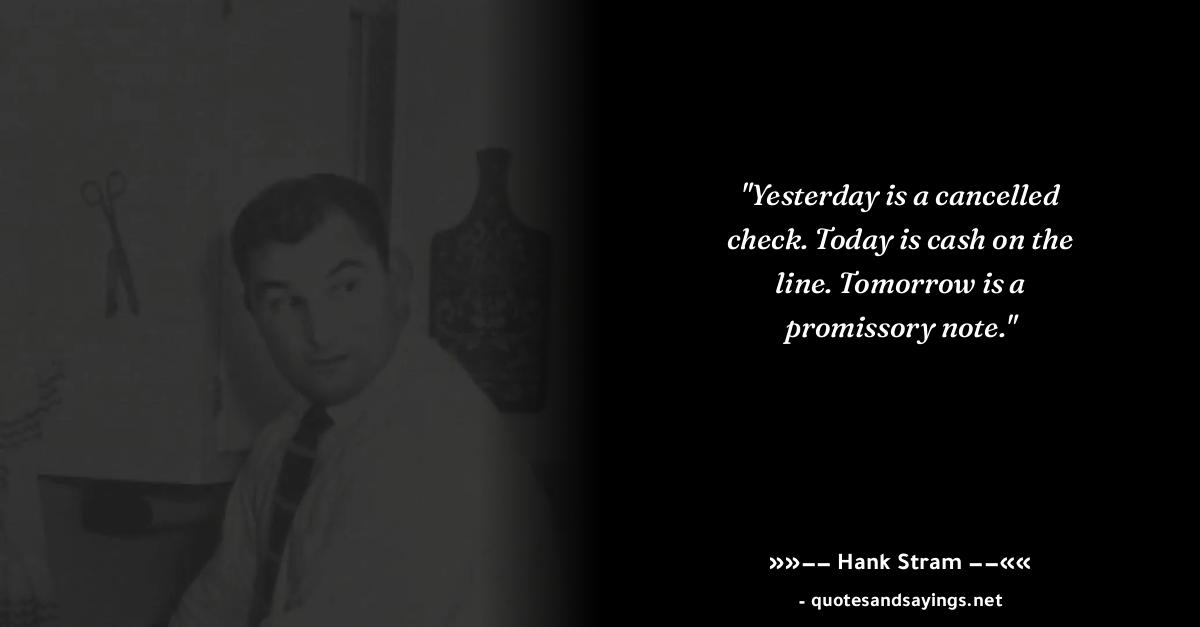 "Yesterday is a cancelled
check. Today is cash on the
line. Tomorrow is a
promissory note."
»»–– Hank Stram ––««
- quotesandsayings.net